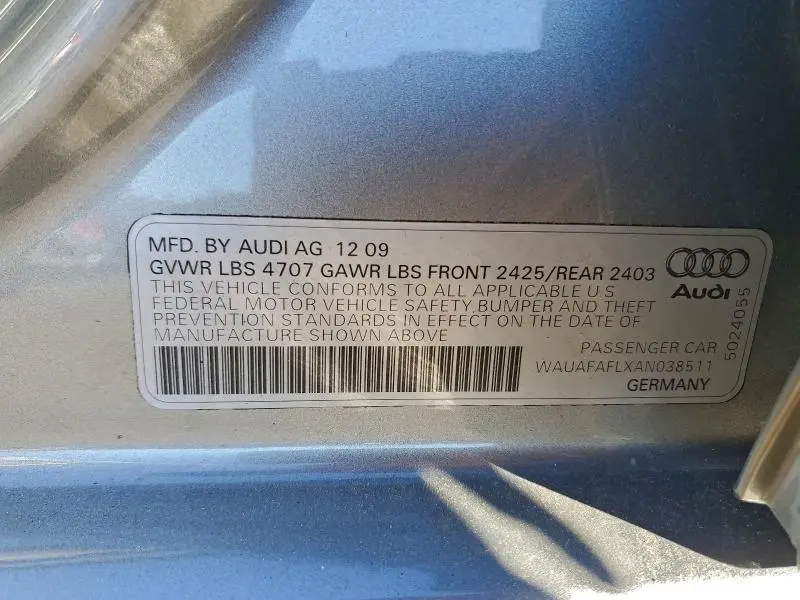 MFD. BY AUDI AG 12 09
GVWR LBS 4707 GAWR LBS FRONT 2425/REAR 2403
THIS VEHICLE CONFORMS TO ALL APPLICABLE U S
FEDERAL MOTOR VEHICLE SAFETY,BUMPER AND THEFT
PREVENTION STANDARDS IN EFFECT ON THE DATE OF
MANUFACTURE SHOWN ABOVE
Audi
5024055
PASSENGER CAR
WAUAFAFLXAN038511
GERMANY